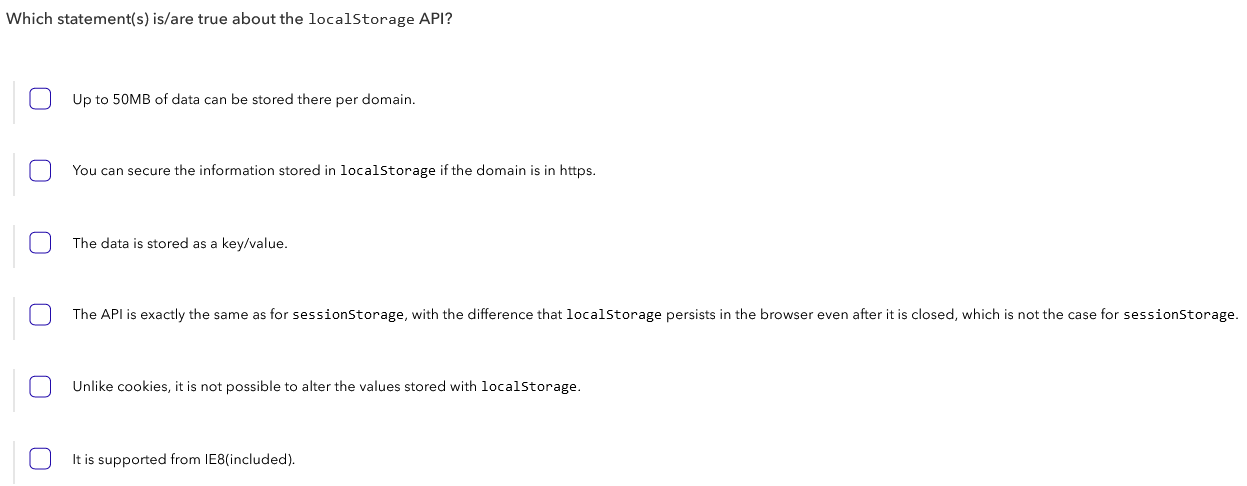 Which statement(s) is/are true about the localStorage API?
Up to 50MB of data can be stored there per domain.
You can secure the information stored in localStorage if the domain is in https.
The data is stored as a key/value.
The API is exactly the same as for sessionStorage, with the difference that localStorage persists in the browser even after it is closed, which is not the case for sessionStorage.
Unlike cookies, it is not possible to alter the values stored with localStorage.
It is supported from IE8(included).